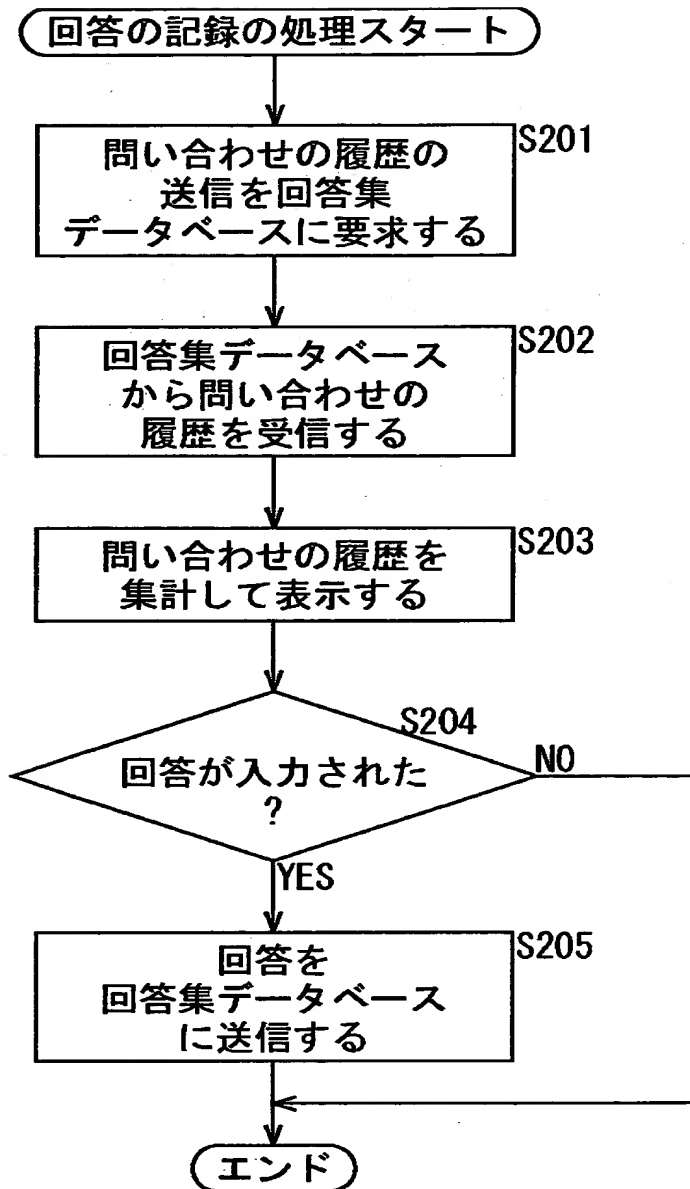 回答の記録の処理スタート
S201
問い合わせの履歴の
送信を回答集
データベースに要求する
S202
回答集データベース
から問い合わせの
履歴を受信する
S203
問い合わせの履歴を
集計して表示する
S204
回答が入力された
?
NO
YES
S205
回答を
回答集データベース
に送信する
エンド